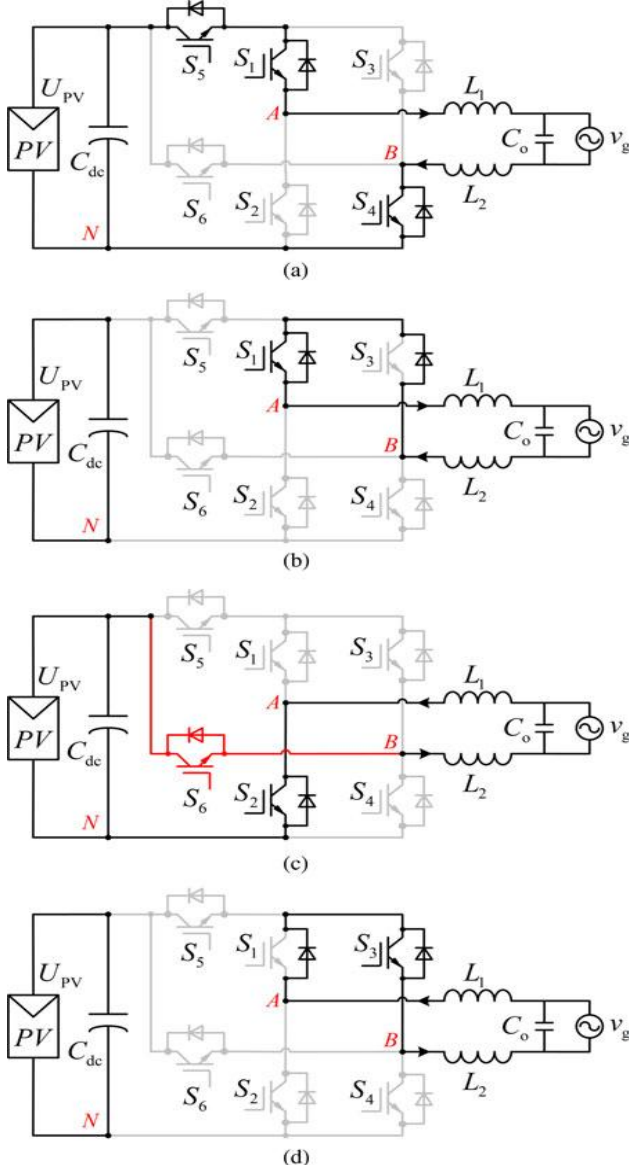 S5
S1
S3
UPV
A
L1
PV
Cdc
B
Co
vg
S6
S2
S4
L2
N
(a)
S5
S1
S3
UPV
A
L1
PV
Cdc
B
Co
vg
S6
S2
S4
L2
N
(b)
S5
S1
S3
UPV
A
L1
PV
Cdc
B
Co
vg
S6
S2
S4
L2
N
(c)
S5
S1
S3
UPV
A
L1
PV
Cdc
B
Co
vg
S6
S2
S4
L2
N
(d)